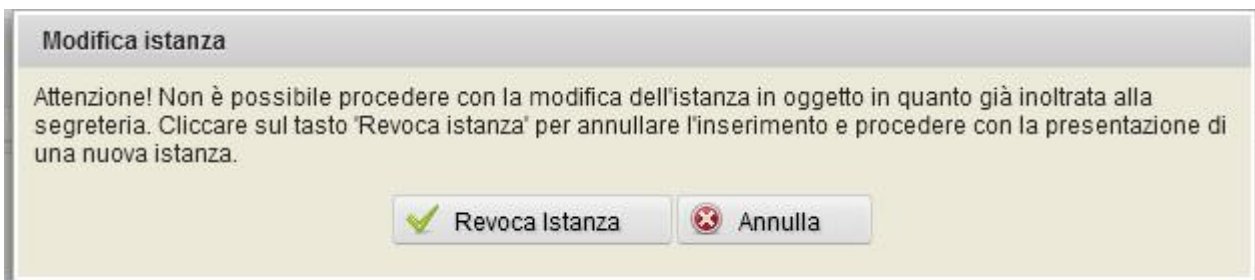 Modifica istanza
Attenzione! Non è possibile procedere con la modifica dell'istanza in oggetto in quanto già inoltrata alla
segreteria. Cliccare sul tasto 'Revoca istanza' per annullare l'inserimento e procedere con la presentazione di
una nuova istanza.
Revoca Istanza Annulla